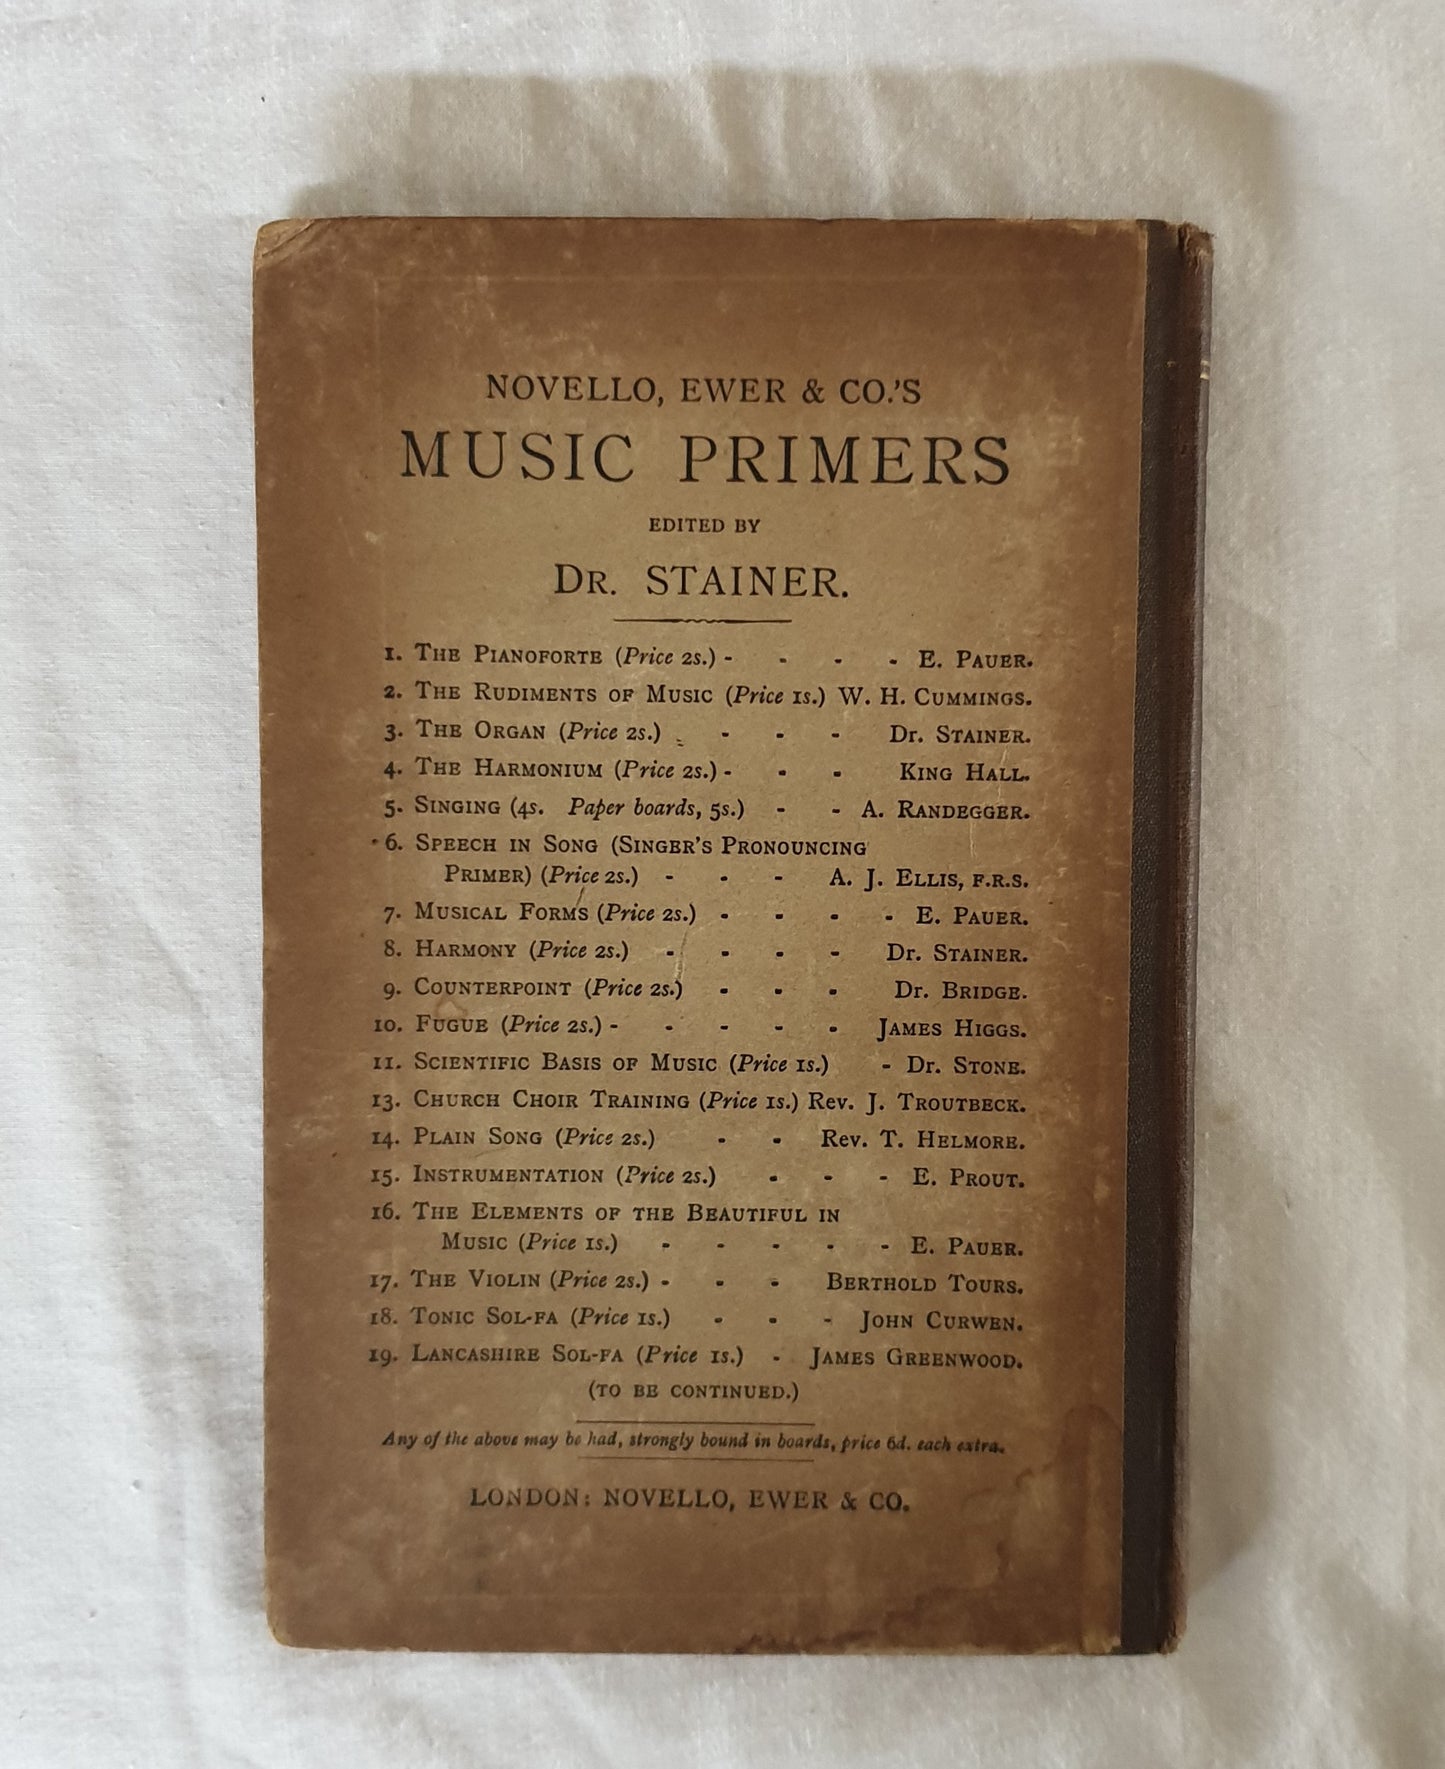 NOVELLO, EWER & CO.'S
MUSIC PRIMERS
EDITED BY
DR. STAINER.
1. THE PIANOFORTE (Price 2s.) - - - - E. PAUER.
2. THE RUDIMENTS OF MUSIC (Price 1s.) W. H. CUMMINGS.
3. THE ORGAN (Price 2s.) - - - - Dr. STAINER.
4. THE HARMONIUM (Price 2s.) - - - KING HALL.
5. SINGING (4s. Paper boards, 5s.) - - A. RANDEGGER.
6. SPEECH IN SONG (SINGER'S PRONOUNCING
PRIMER) (Price 2s.) - - - A. J. ELLIS, F.R.S.
7. MUSICAL FORMS (Price 2s.) - - - - E. PAUER.
8. HARMONY (Price 2s.) - - - - Dr. STAINER.
9. COUNTERPOINT (Price 2s.) - - - Dr. BRIDGE.
10. FUGUE (Price 2s.) - - - - - JAMES HIGGS.
11. SCIENTIFIC BASIS OF MUSIC (Price 1s.) - Dr. STONE.
13. CHURCH CHOIR TRAINING (Price 1s.) Rev. J. TROUTBECK.
14. PLAIN SONG (Price 2s.) - - Rev. T. HELMORE.
15. INSTRUMENTATION (Price 2s.) - - - E. PROUT.
16. THE ELEMENTS OF THE BEAUTIFUL IN
MUSIC (Price 1s.) - - - - - E. PAUER.
17. THE VIOLIN (Price 2s.) - - - BERTHOLD TOURS.
18. TONIC SOL-FA (Price 1s.) - - - JOHN CURWEN.
19. LANCASHIRE SOL-FA (Price 1s.) - JAMES GREENWOOD.
(TO BE CONTINUED.)
Any of the above may be had, strongly bound in boards, price 6d. each extra.
LONDON: NOVELLO, EWER & CO.